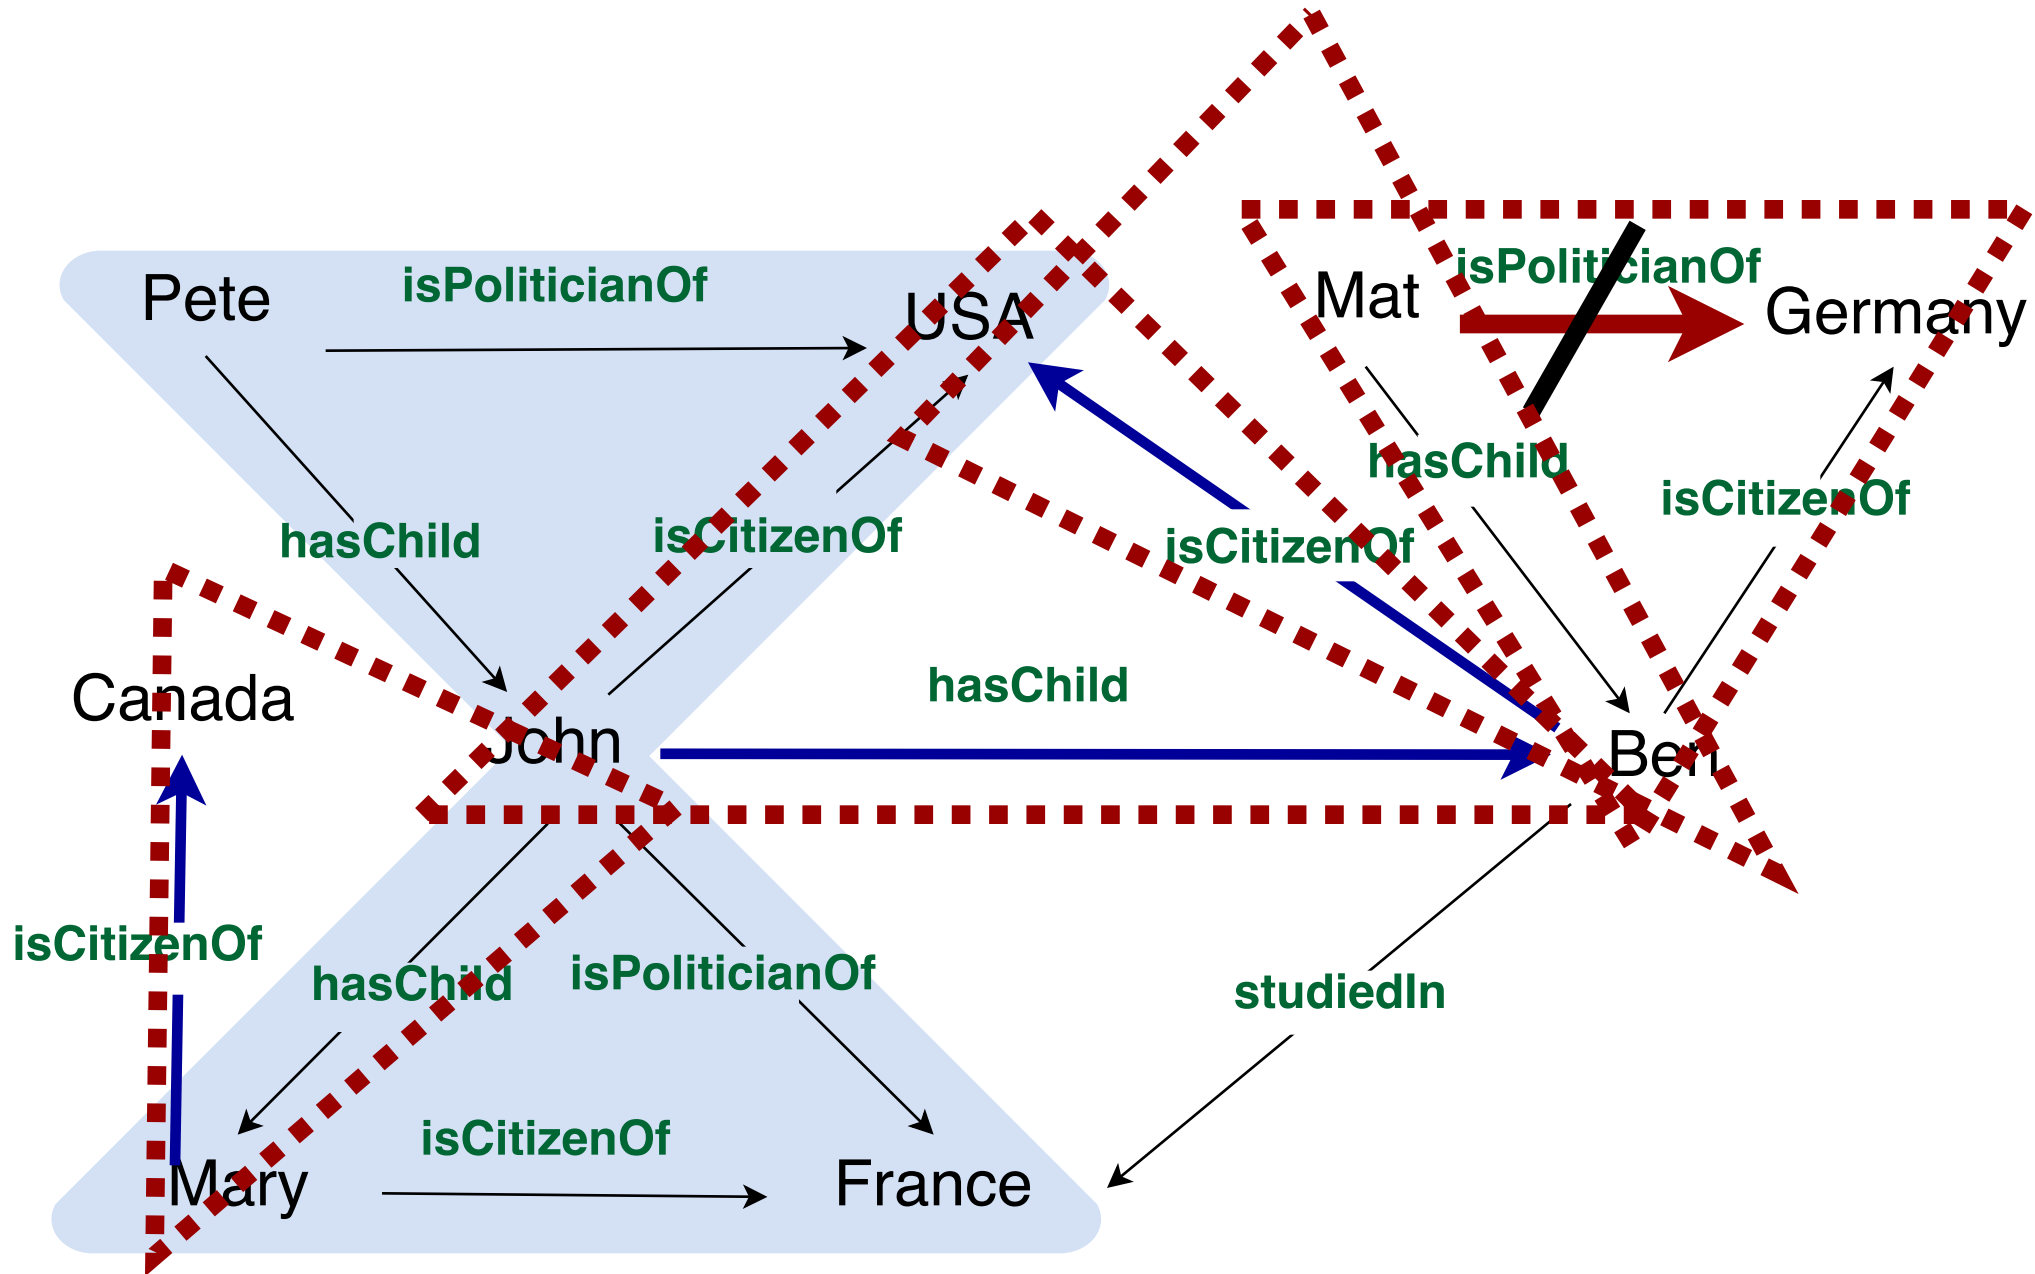 isPoliticianOf
isPoliticianOf
Pete
USA
Mat
Germany
hasChild
isCitizenOf
hasChild
isCitizenOf
isCitizenOf
Canada
John
hasChild
Ben
isCitizenOf
hasChild
isPoliticianOf
studiedIn
isCitizenOf
Mary
France